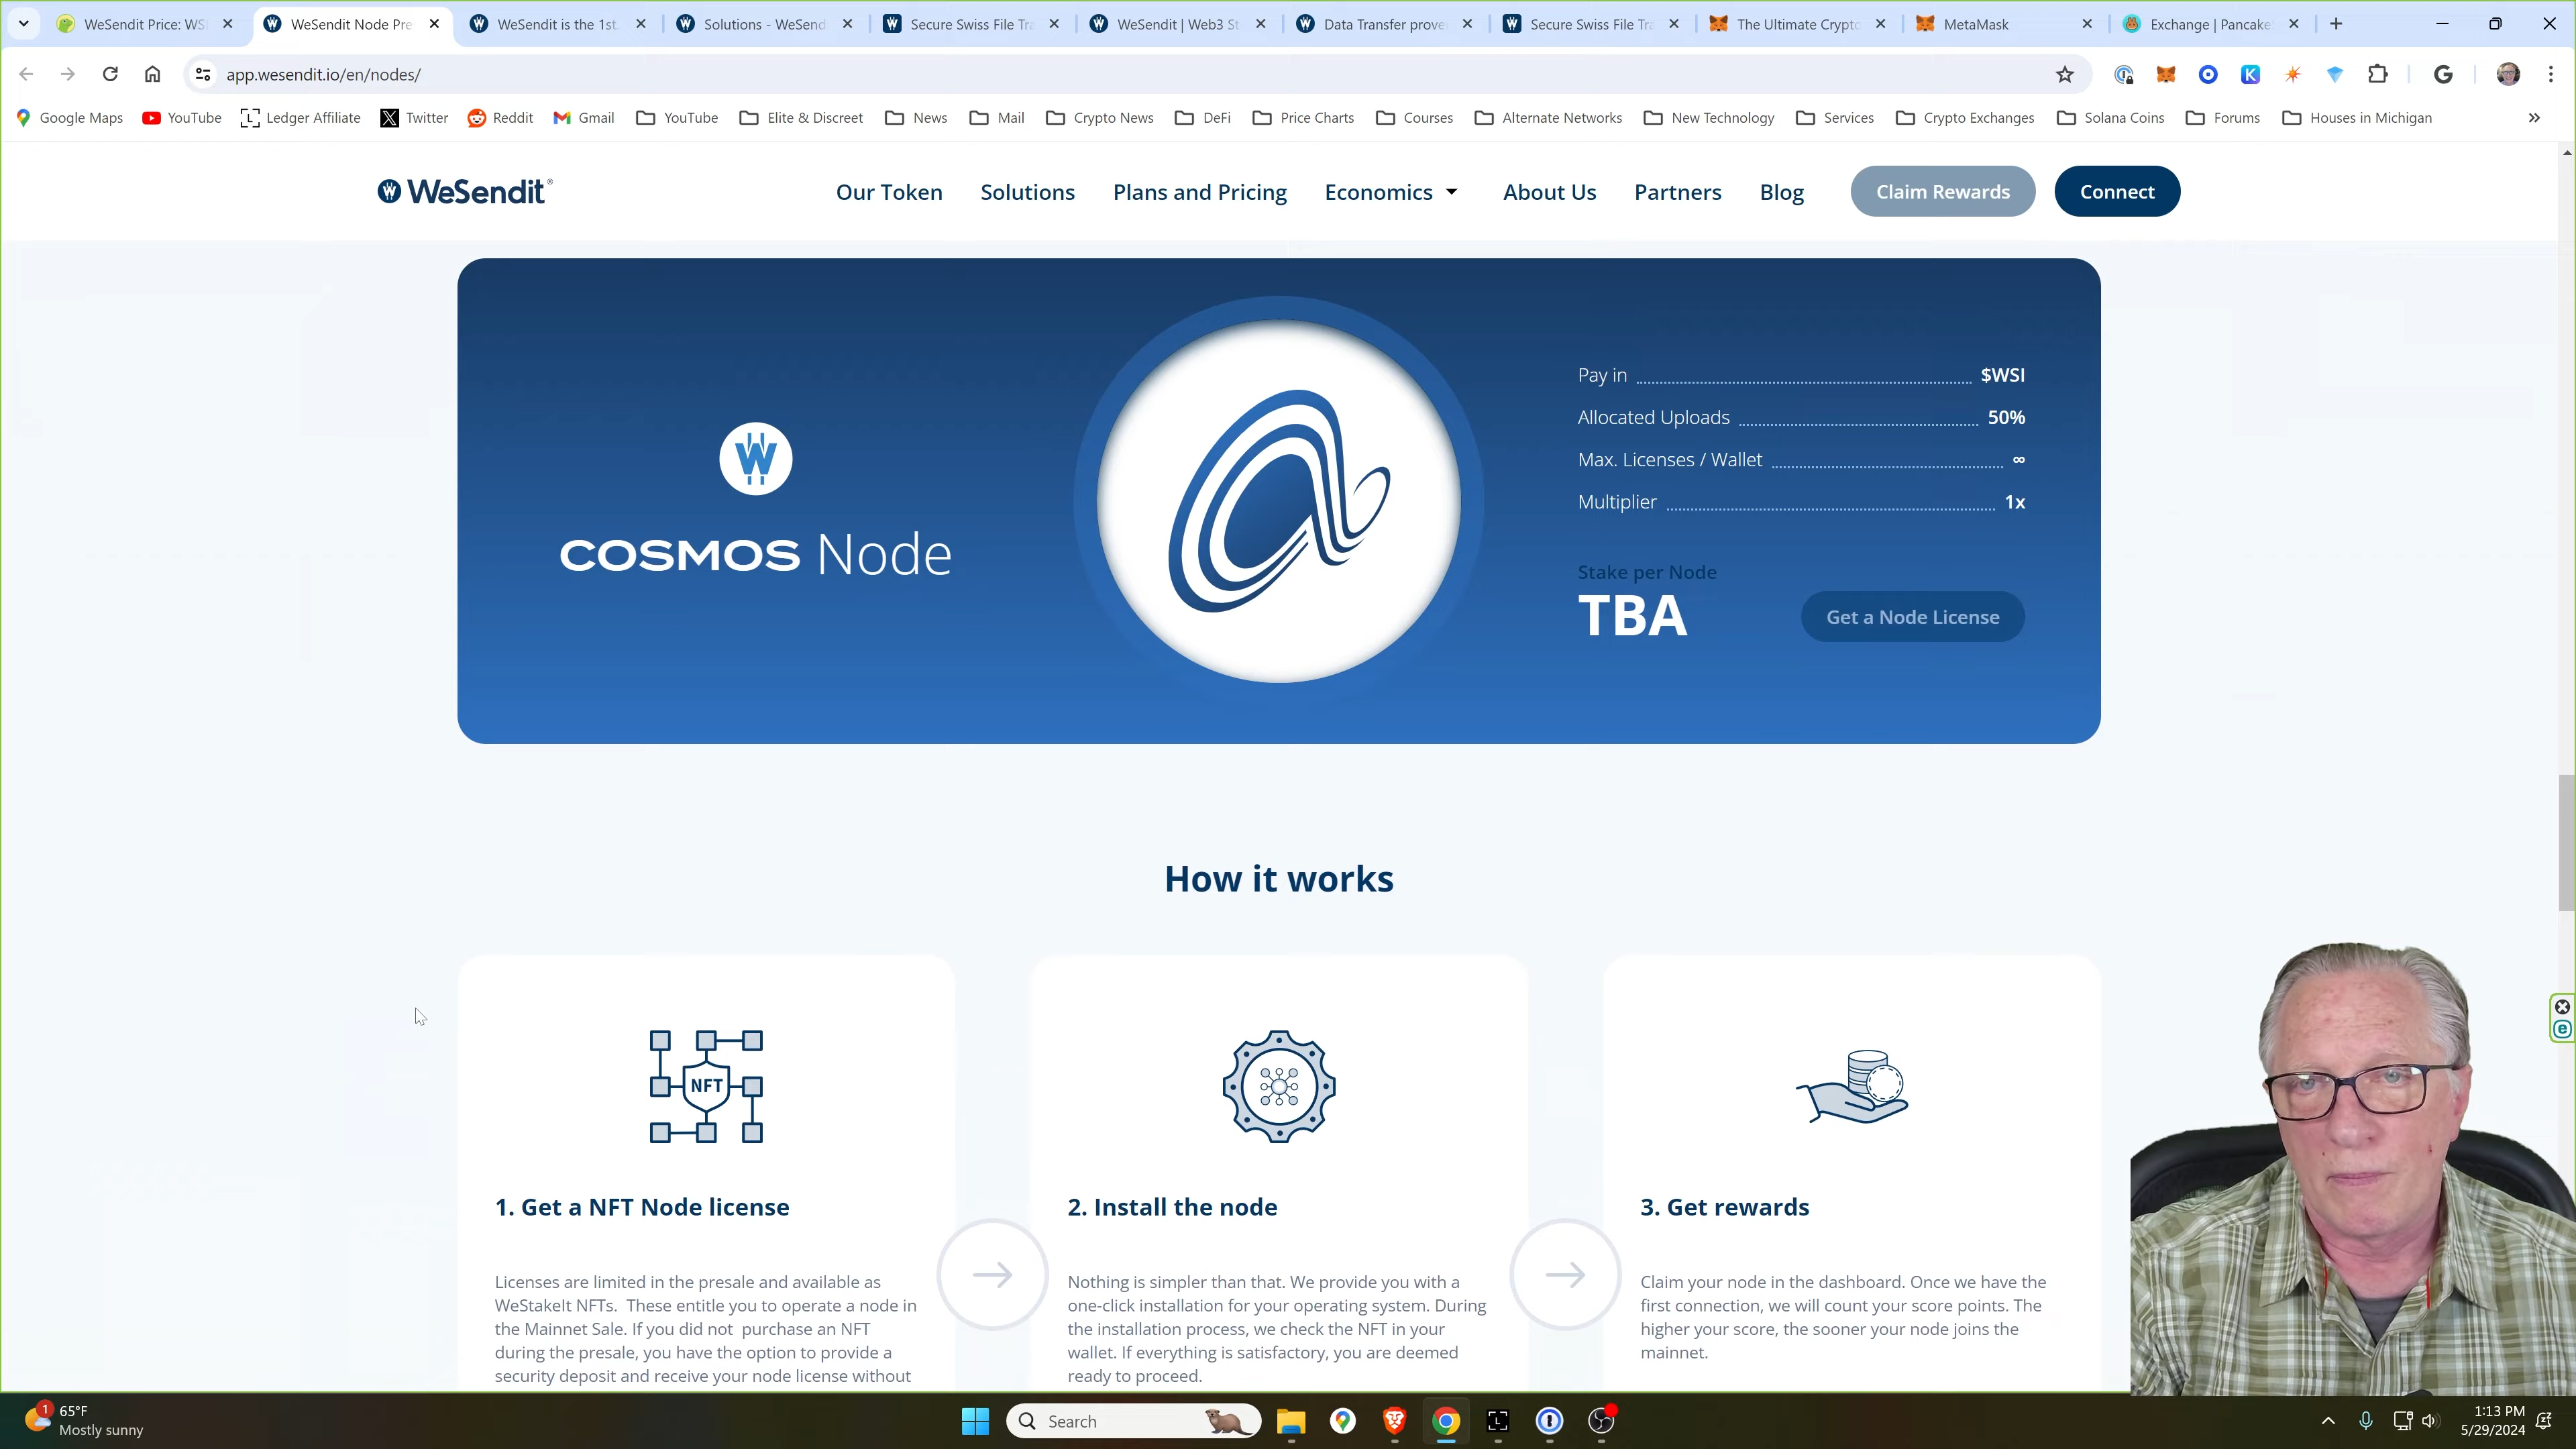 WeSendit Price: WS
WeSendit Node Pre
WeSendit is the 1st
Solutions - WeSend
Secure Swiss File Tra
WeSendit | Web3 St
Data Transfer prove
Secure Swiss File Tra
The Ultimate Crypto
MetaMask
Exchange | Pancake
app.wesendit.io/en/nodes/
Google Maps
YouTube
Ledger Affiliate
Twitter
Reddit
Gmail
YouTube
Elite & Discreet
News
Mail
Crypto News
DeFi
Price Charts
Courses
Alternate Networks
New Technology
Services
Crypto Exchanges
Solana Coins
Forums
Houses in Michigan
WeSendit®
Our Token
Solutions
Plans and Pricing
Economics
About Us
Partners
Blog
Claim Rewards
Connect
COSMOS Node
Pay in $WSI
Allocated Uploads 50%
Max. Licenses / Wallet ∞
Multiplier 1x
Stake per Node
TBA
Get a Node License
How it works
NFT
1. Get a NFT Node license
Licenses are limited in the presale and available as
WeStakeIt NFTs. These entitle you to operate a node in
the Mainnet Sale. If you did not purchase an NFT
during the presale, you have the option to provide a
security deposit and receive your node license without
2. Install the node
Nothing is simpler than that. We provide you with a
one-click installation for your operating system. During
the installation process, we check the NFT in your
wallet. If everything is satisfactory, you are deemed
ready to proceed.
3. Get rewards
Claim your node in the dashboard. Once we have the
first connection, we will count your score points. The
higher your score, the sooner your node joins the
mainnet.
1
65°F
Mostly sunny
Search
1:13 PM
5/29/2024